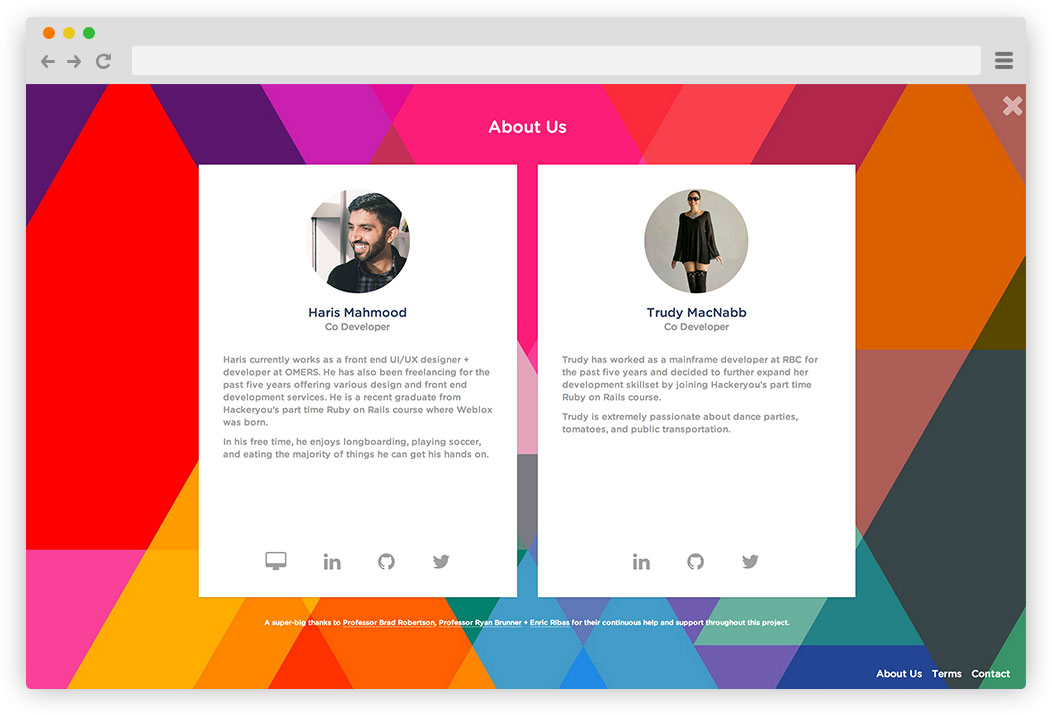 About Us
Haris Mahmood
Co Developer
Haris currently works as a front end UI/UX designer +
developer at OMERS. He has also been freelancing for the
past five years offering various design and front end
development services. He is a recent graduate from
Hackeryou's part time Ruby on Rails course where Weblox
was born.
In his free time, he enjoys longboarding, playing soccer,
and eating the majority of things he can get his hands on.
Trudy MacNabb
Co Developer
Trudy has worked as a mainframe developer at RBC for
the past five years and decided to further expand her
development skillset by joining Hackeryou's part time
Ruby on Rails course.
Trudy is extremely passionate about dance parties,
tomatoes, and public transportation.
A super-big thanks to Professor Brad Robertson, Professor Ryan Brunner + Enric Ribas for their continuous help and support throughout this project.
About Us Terms Contact